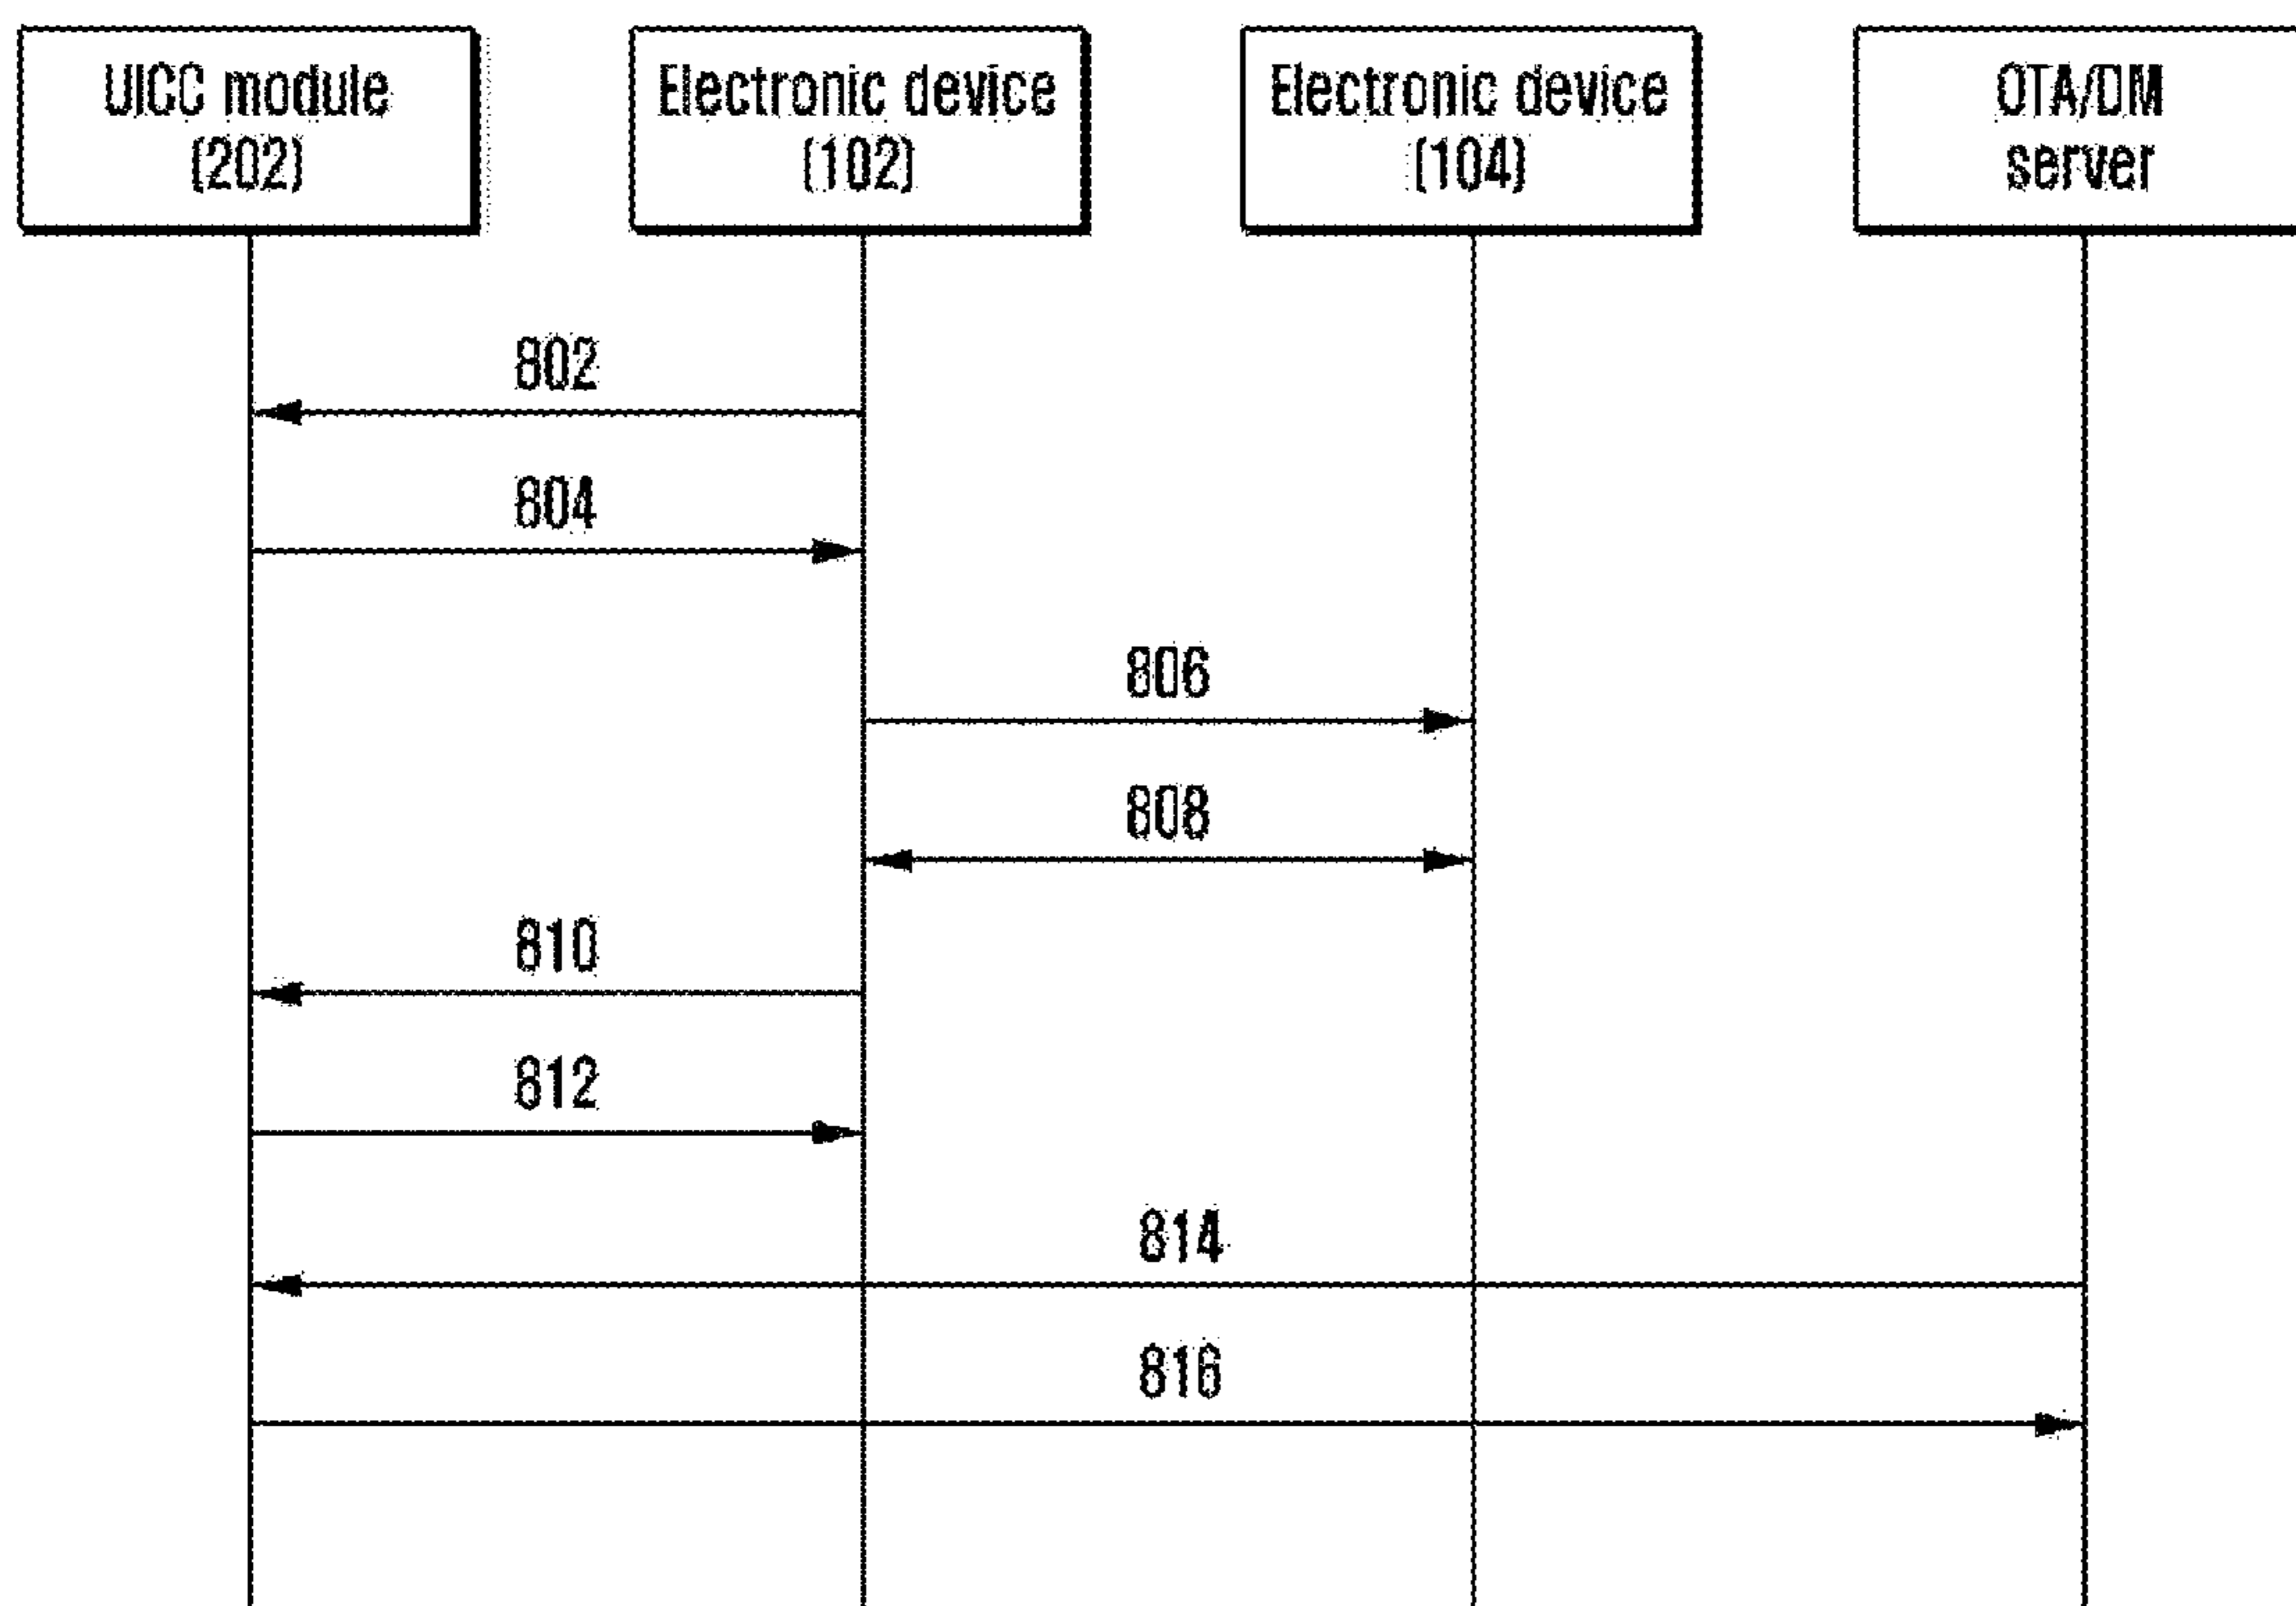 UICC module
(202)
Electronic device
(102)
Electronic device
(104)
OTA/DM
server
802
804
806
808
810
812
814
816